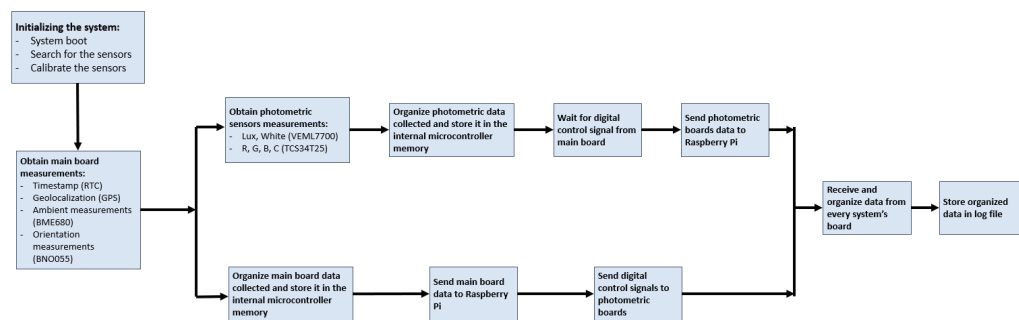 Initializing the system:
- System boot
- Search for the sensors
- Calibrate the sensors
Obtain main board
measurements:
- Timestamp (RTC)
- Geolocalization (GPS)
- Ambient measurements
(BME680)
- Orientation
measurements
(BNO055)
Obtain photometric
sensors measurements:
- Lux, White (VEML7700)
- R, G, B, C (TCS34T25)
Organize photometric data
collected and store it in the
internal microcontroller
memory
Wait for digital
control signal from
main board
Send photometric
boards data to
Raspberry Pi
Organize main board data
collected and store it in the
internal microcontroller
memory
Send main board
data to Raspberry
Pi
Send digital
control signals to
photometric
boards
Receive and
organize data from
every system's
board
Store organized
data in log file